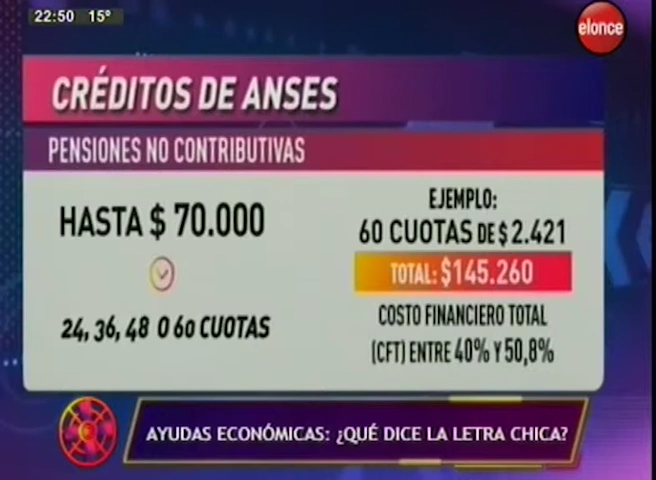 22:50 15°
elonce
CRÉDITOS DE ANSES
PENSIONES NO CONTRIBUTIVAS
HASTA $ 70.000
24, 36, 48 O 60 CUOTAS
EJEMPLO:
60 CUOTAS DE $ 2.421
TOTAL: $145.260
COSTO FINANCIERO TOTAL
(CFT) ENTRE 40% Y 50,8%
AYUDAS ECONÓMICAS: ¿QUÉ DICE LA LETRA CHICA?